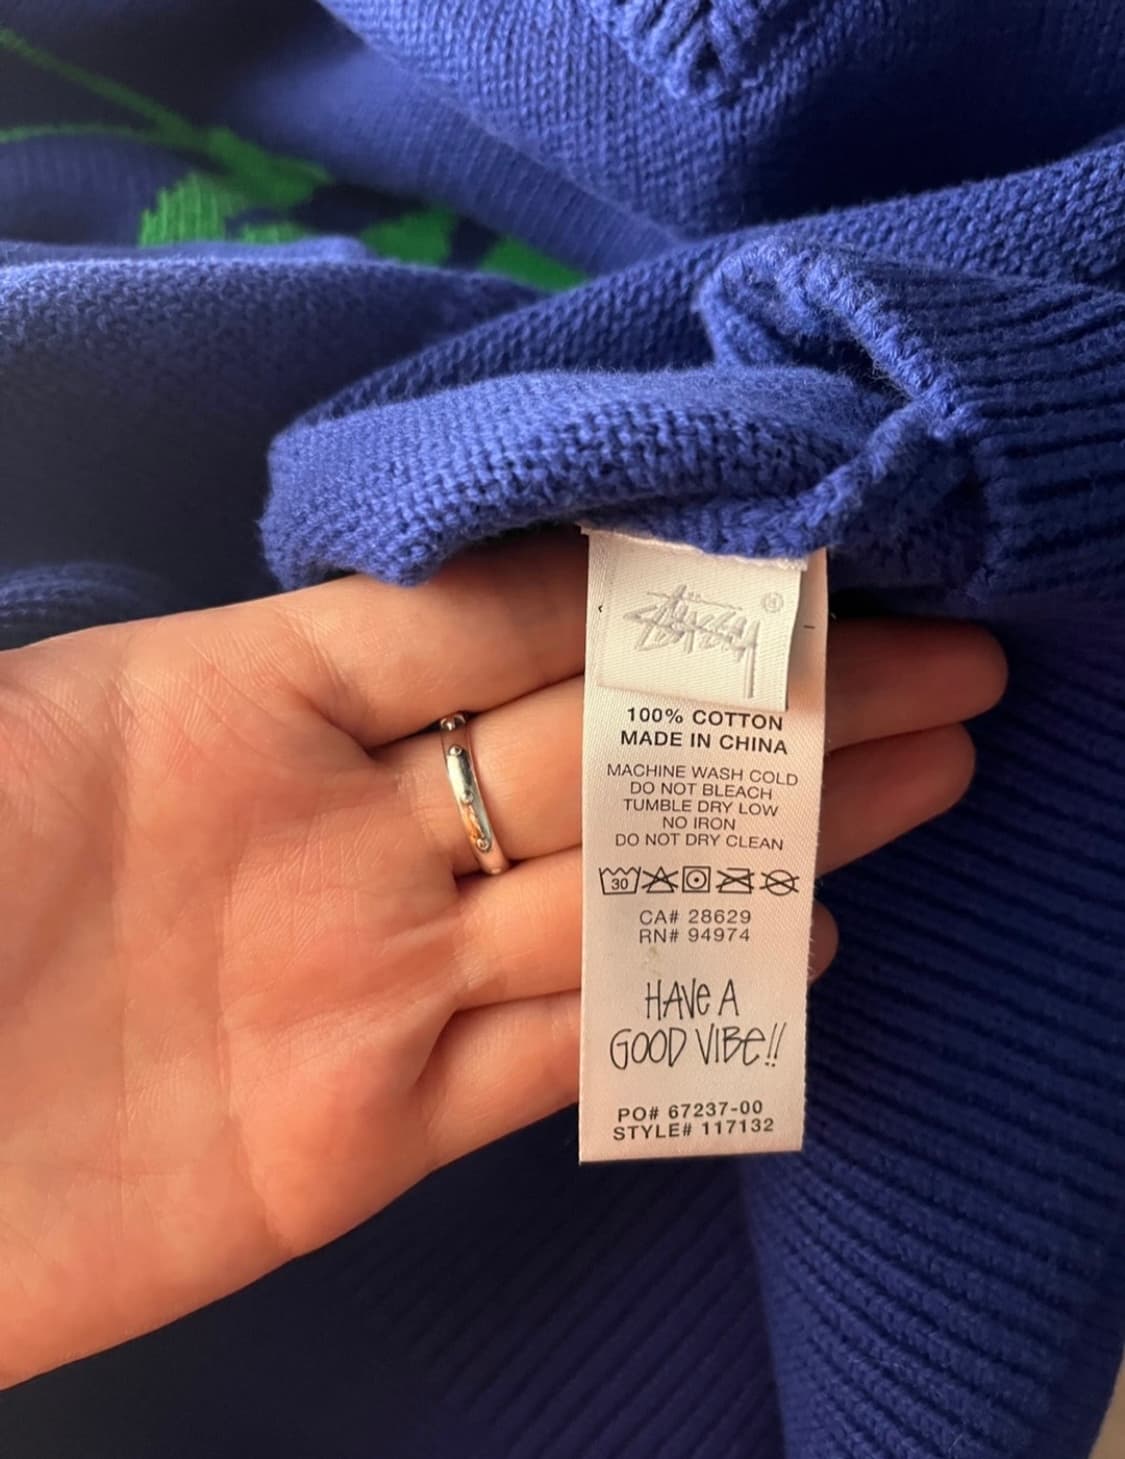 Stüssy ®
100% COTTON
MADE IN CHINA
MACHINE WASH COLD
DO NOT BLEACH
TUMBLE DRY LOW
NO IRON
DO NOT DRY CLEAN
30
CA# 28629
RN# 94974
HAVE A
GOOD VIBE!!
PO# 67237-00
STYLE# 117132